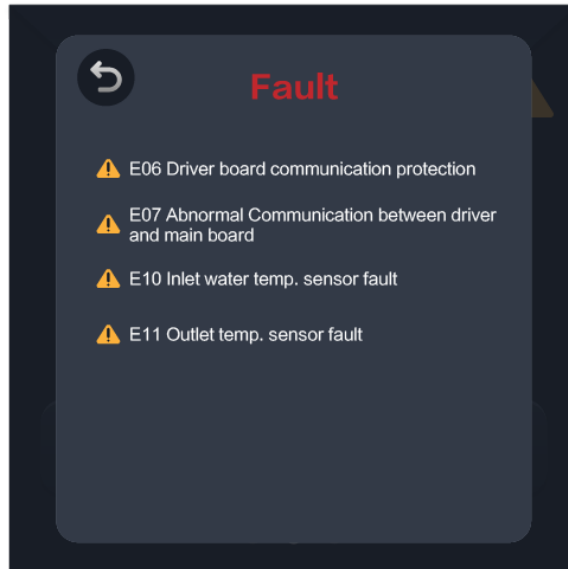 Fault
E06 Driver board communication protection
E07 Abnormal Communication between driver
and main board
E10 Inlet water temp. sensor fault
E11 Outlet temp. sensor fault